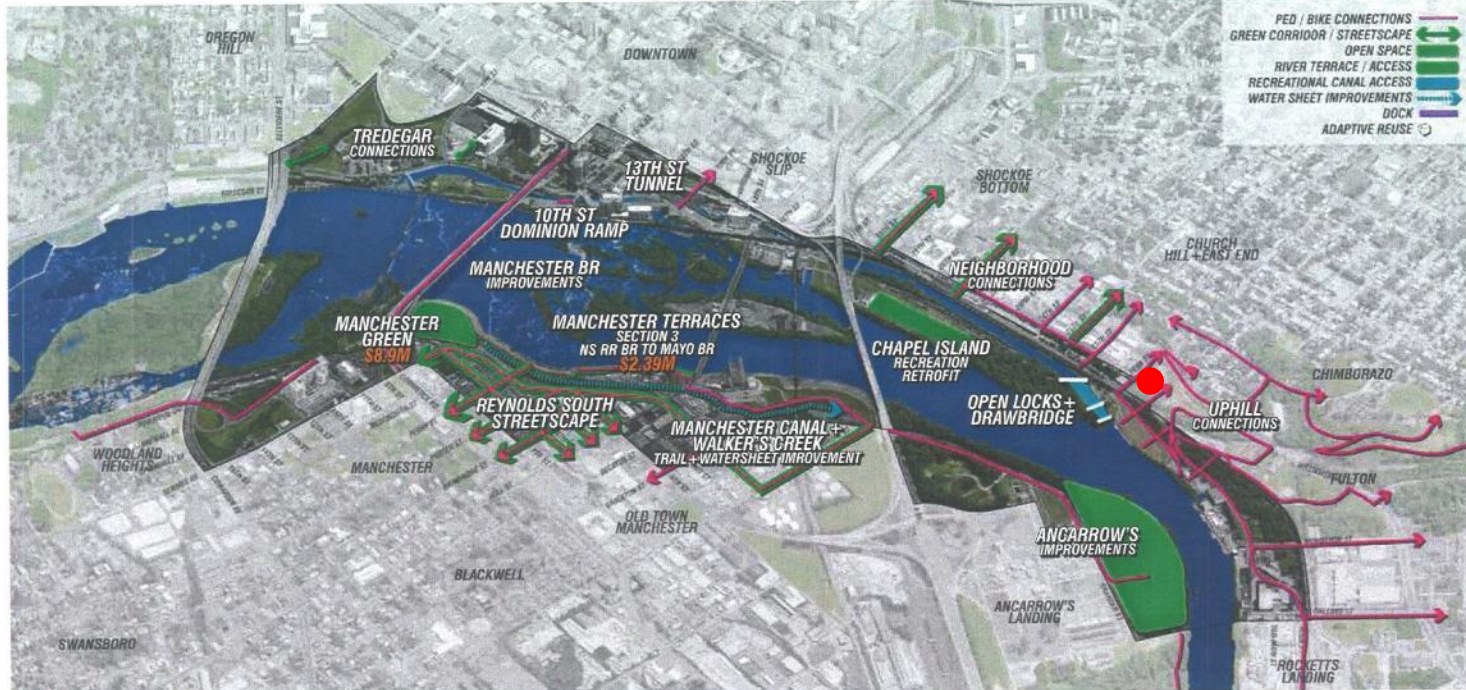 PED / BIKE CONNECTIONS
GREEN CORRIDOR / STREETSCAPE
OPEN SPACE
RIVER TERRACE / ACCESS
RECREATIONAL CANAL ACCESS
WATER SHEET IMPROVEMENTS
DOCK
ADAPTIVE REUSE
OREGON
HILL
DOWNTOWN
TREDEGAR
CONNECTIONS
13TH ST
TUNNEL
SHOCKOE
SLIP
SHOCKOE
BOTTOM
10TH ST
DOMINION RAMP
CHURCH
HILL+EAST END
NEIGHBORHOOD
CONNECTIONS
MANCHESTER BR
IMPROVEMENTS
MANCHESTER
GREEN
$8.9M
MANCHESTER TERRACES
SECTION 3
NS RR BR TO MAYO BR
$2.39M
CHAPEL ISLAND
RECREATION
RETROFIT
CHIMBORAZO
OPEN LOCKS+
DRAWBRIDGE
UPHILL
CONNECTIONS
REYNOLDS SOUTH
STREETSCAPE
MANCHESTER CANAL+
WALKER'S CREEK
TRAIL+WATERSHEET IMROVEMENT
WOODLAND
HEIGHTS
MANCHESTER
FULTON
OLD TOWN
MANCHESTER
ANCARROW'S
IMPROVEMENTS
BLACKWELL
ANCARROW'S
LANDING
SWANSBORO
ROCKETTS
LANDING